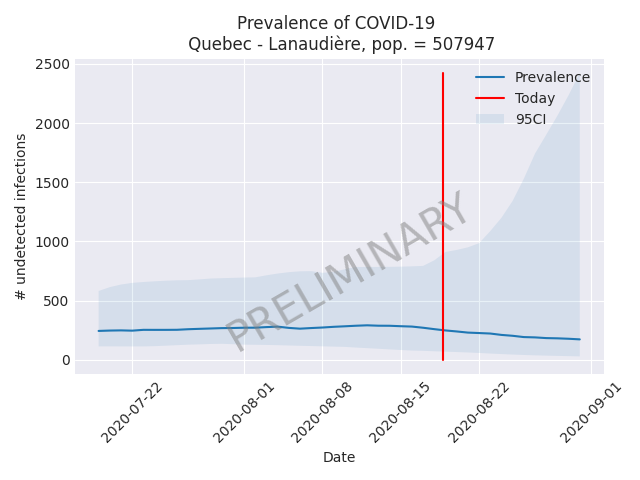 Prevalence of COVID-19
Quebec - Lanaudière, pop. = 507947
2500
2000
1500
1000
500
0
# undetected infections
Prevalence
Today
95CI
PRELIMINARY
2020-07-22
2020-08-01
2020-08-08
2020-08-15
2020-08-22
2020-09-01
Date